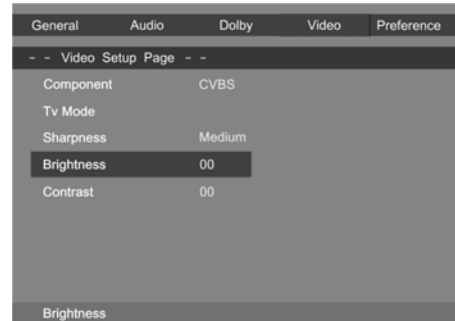 General Audio Dolby Video Preference
- - Video Setup Page - -
Component CVBS
Tv Mode
Sharpness Medium
Brightness 00
Contrast 00
Brightness